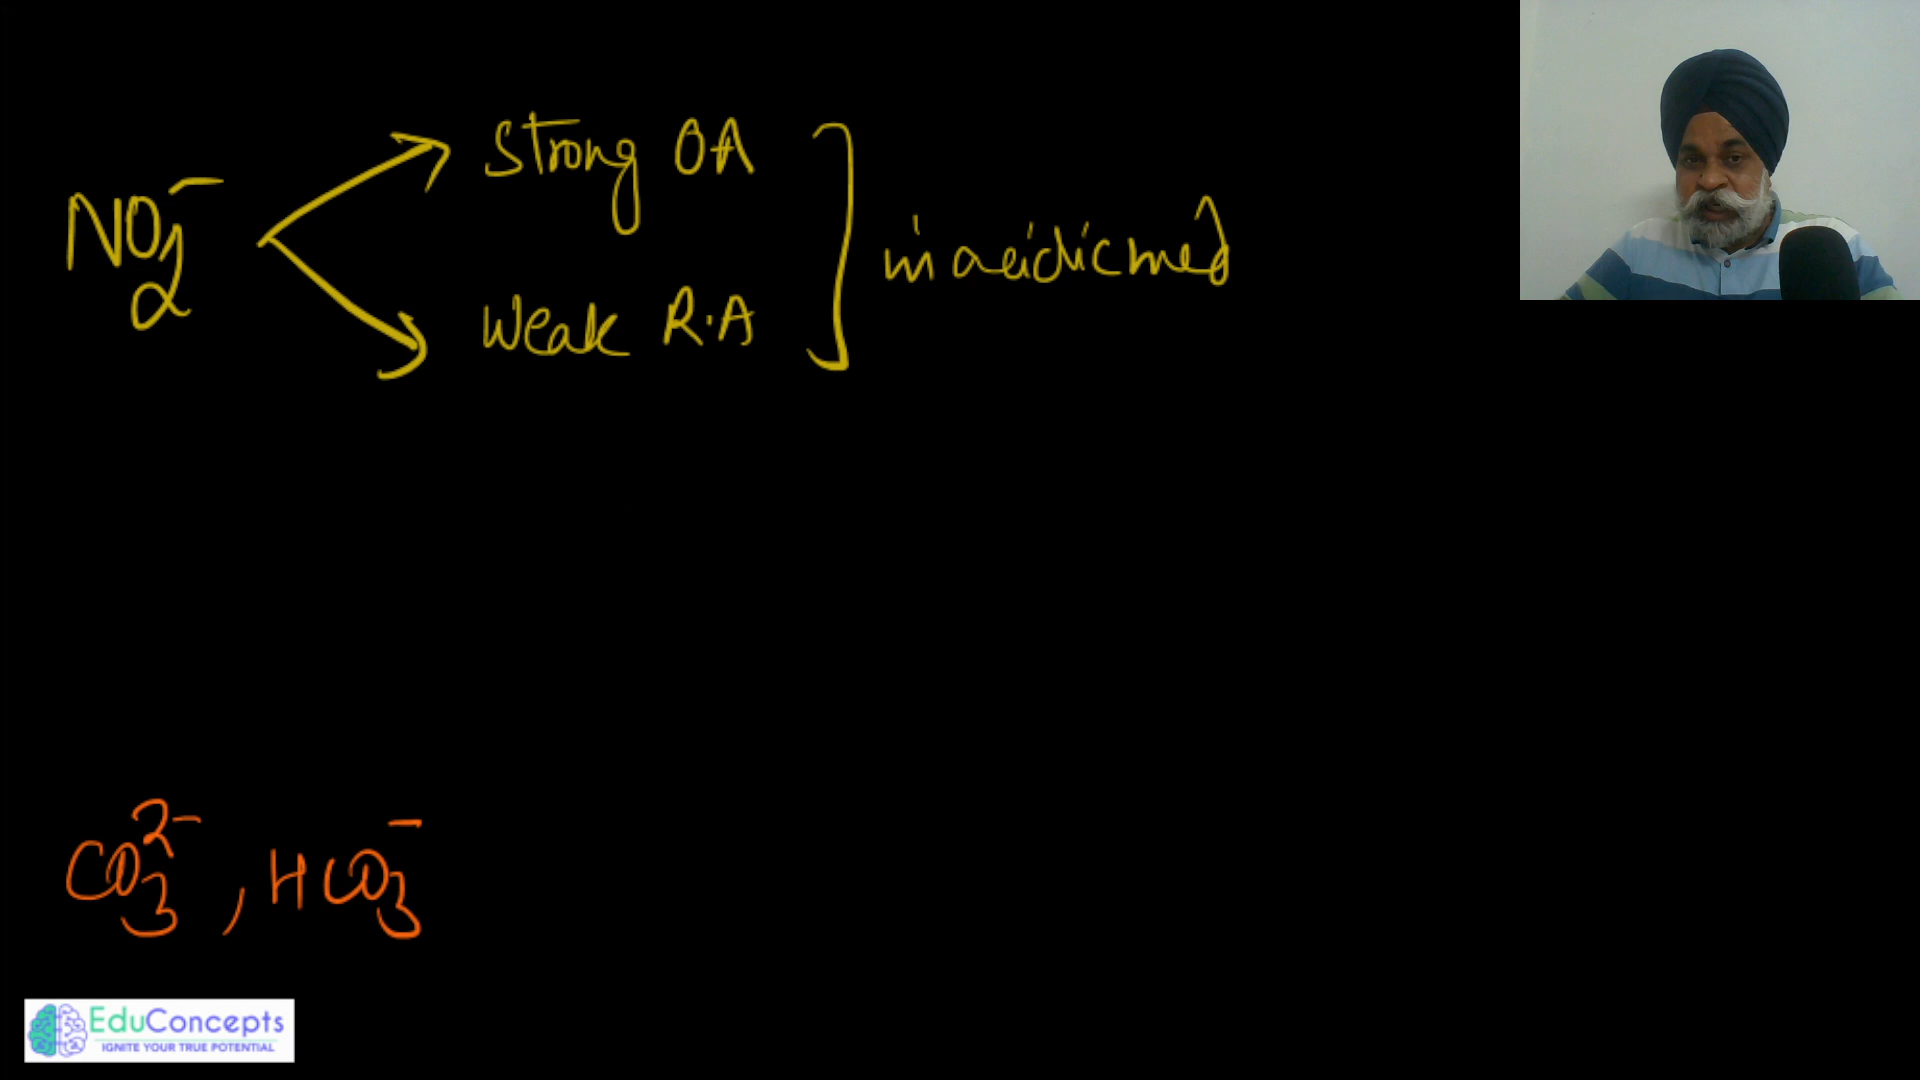 Strong OA
NO₂⁻
in acidic med
Weak R.A
CO₃²⁻, HCO₃⁻
EduConcepts
IGNITE YOUR TRUE POTENTIAL